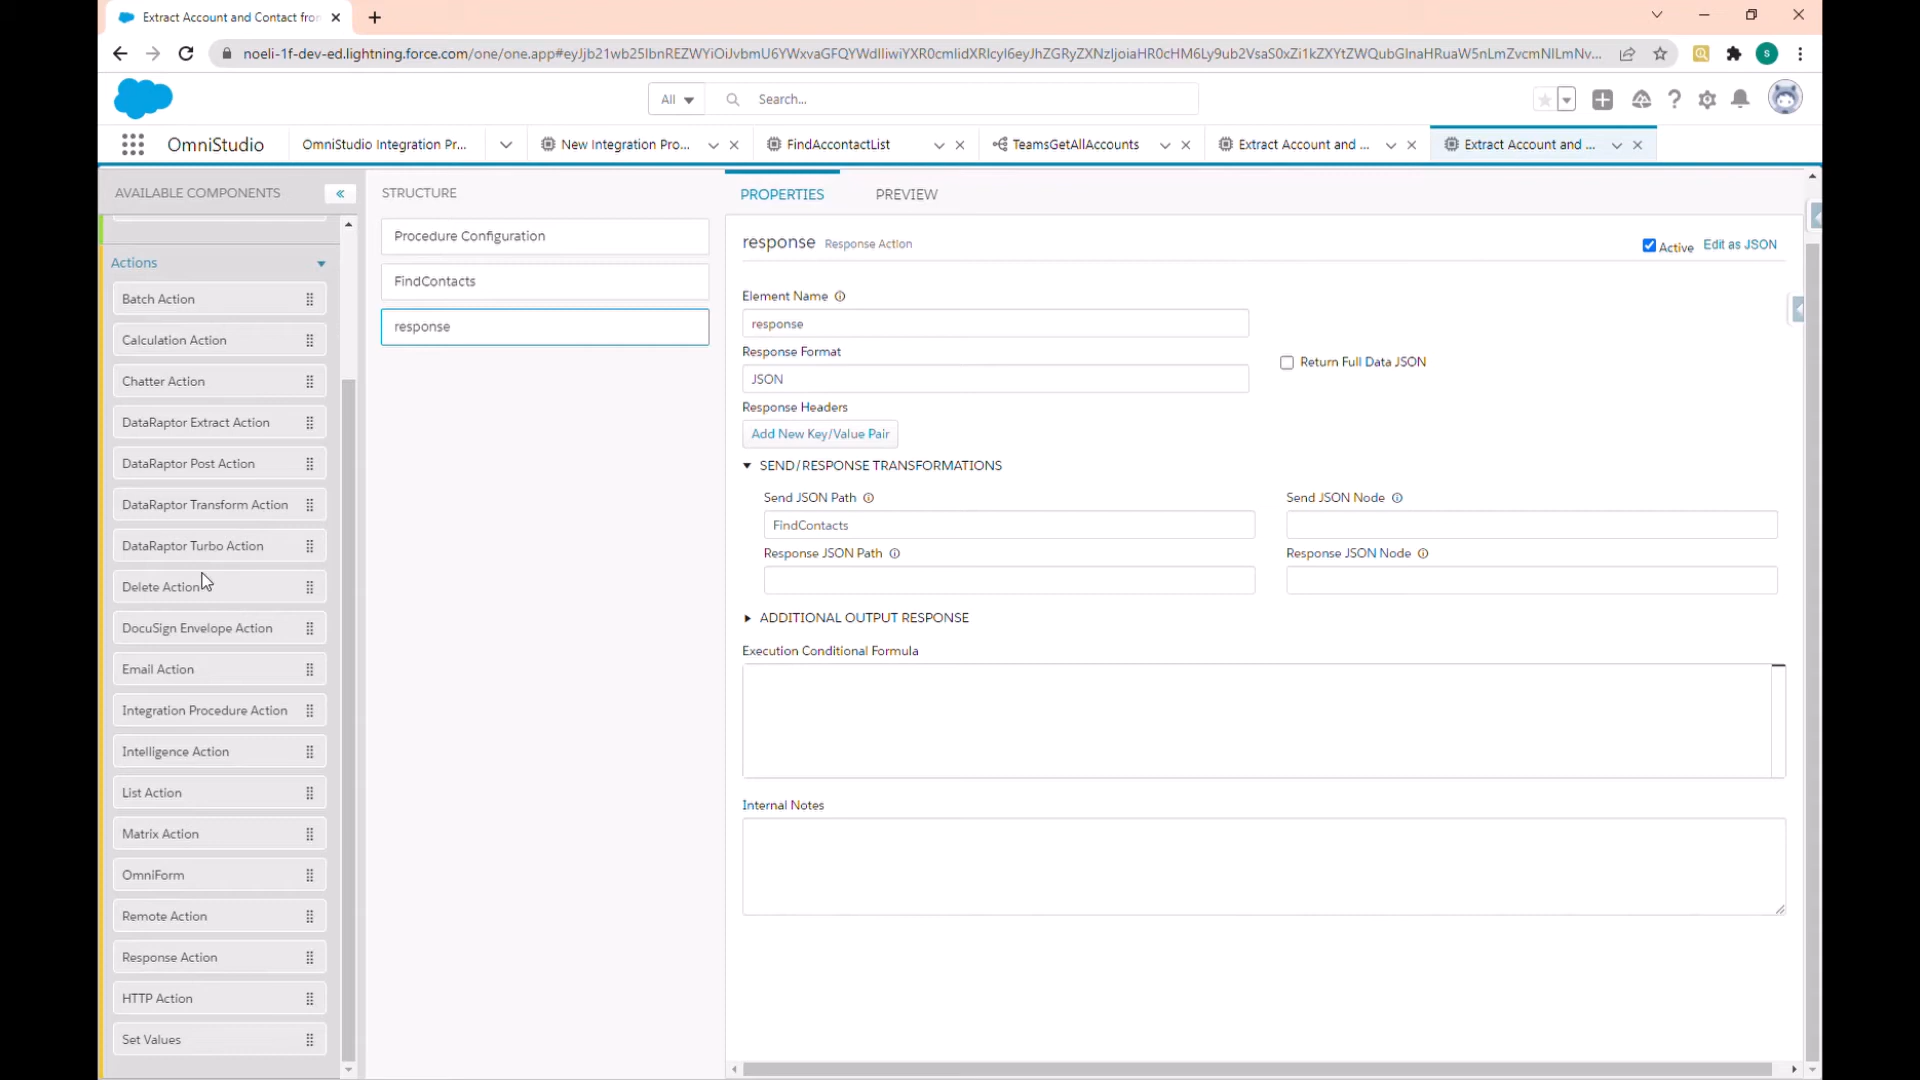 Extract Account and Contact from
noeli-1f-dev-ed.lightning.force.com/one/one.app#
S
All
Search...
OmniStudio
OmniStudio Integration Pr...
New Integration Pro...
FindAccontactList
TeamsGetAllAccounts
Extract Account and ...
Extract Account and ...
AVAILABLE COMPONENTS
STRUCTURE
PROPERTIES
PREVIEW
Actions
Batch Action
Calculation Action
Chatter Action
DataRaptor Extract Action
DataRaptor Post Action
DataRaptor Transform Action
DataRaptor Turbo Action
Delete Action
DocuSign Envelope Action
Email Action
Integration Procedure Action
Intelligence Action
List Action
Matrix Action
OmniForm
Remote Action
Response Action
HTTP Action
Set Values
Procedure Configuration
FindContacts
response
response Response Action
Active Edit as JSON
Element Name
response
Response Format
JSON
Return Full Data JSON
Response Headers
Add New Key/Value Pair
SEND/RESPONSE TRANSFORMATIONS
Send JSON Path
Send JSON Node
FindContacts
Response JSON Path
Response JSON Node
ADDITIONAL OUTPUT RESPONSE
Execution Conditional Formula
Internal Notes